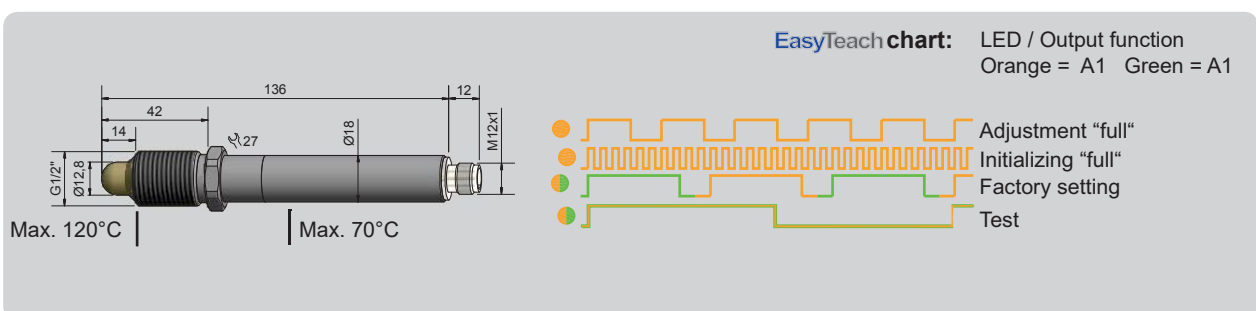 EasyTeach chart:
LED / Output function
Orange = A1 Green = A1
136
12
42
14
27
Ø18
M12x1
G1/2"
Ø12,8
Max. 120°C
Max. 70°C
Adjustment “full“
Initializing “full“
Factory setting
Test